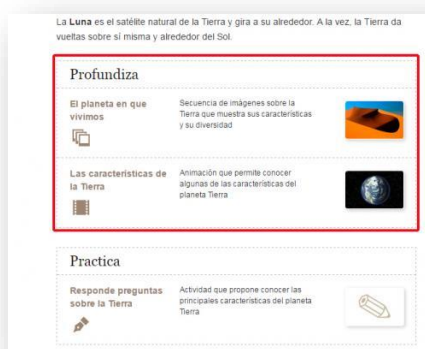 La Luna es el satélite natural de la Tierra y gira a su alrededor. A la vez, la Tierra da
vueltas sobre sí misma y alrededor del Sol.
Profundiza
El planeta en que
vivimos
Secuencia de imágenes sobre la
Tierra que muestra sus características
y su diversidad
Las características de
la Tierra
Animación que permite conocer
algunas de las características del
planeta Tierra
Practica
Responde preguntas
sobre la Tierra
Actividad que propone conocer las
principales características del planeta
Tierra